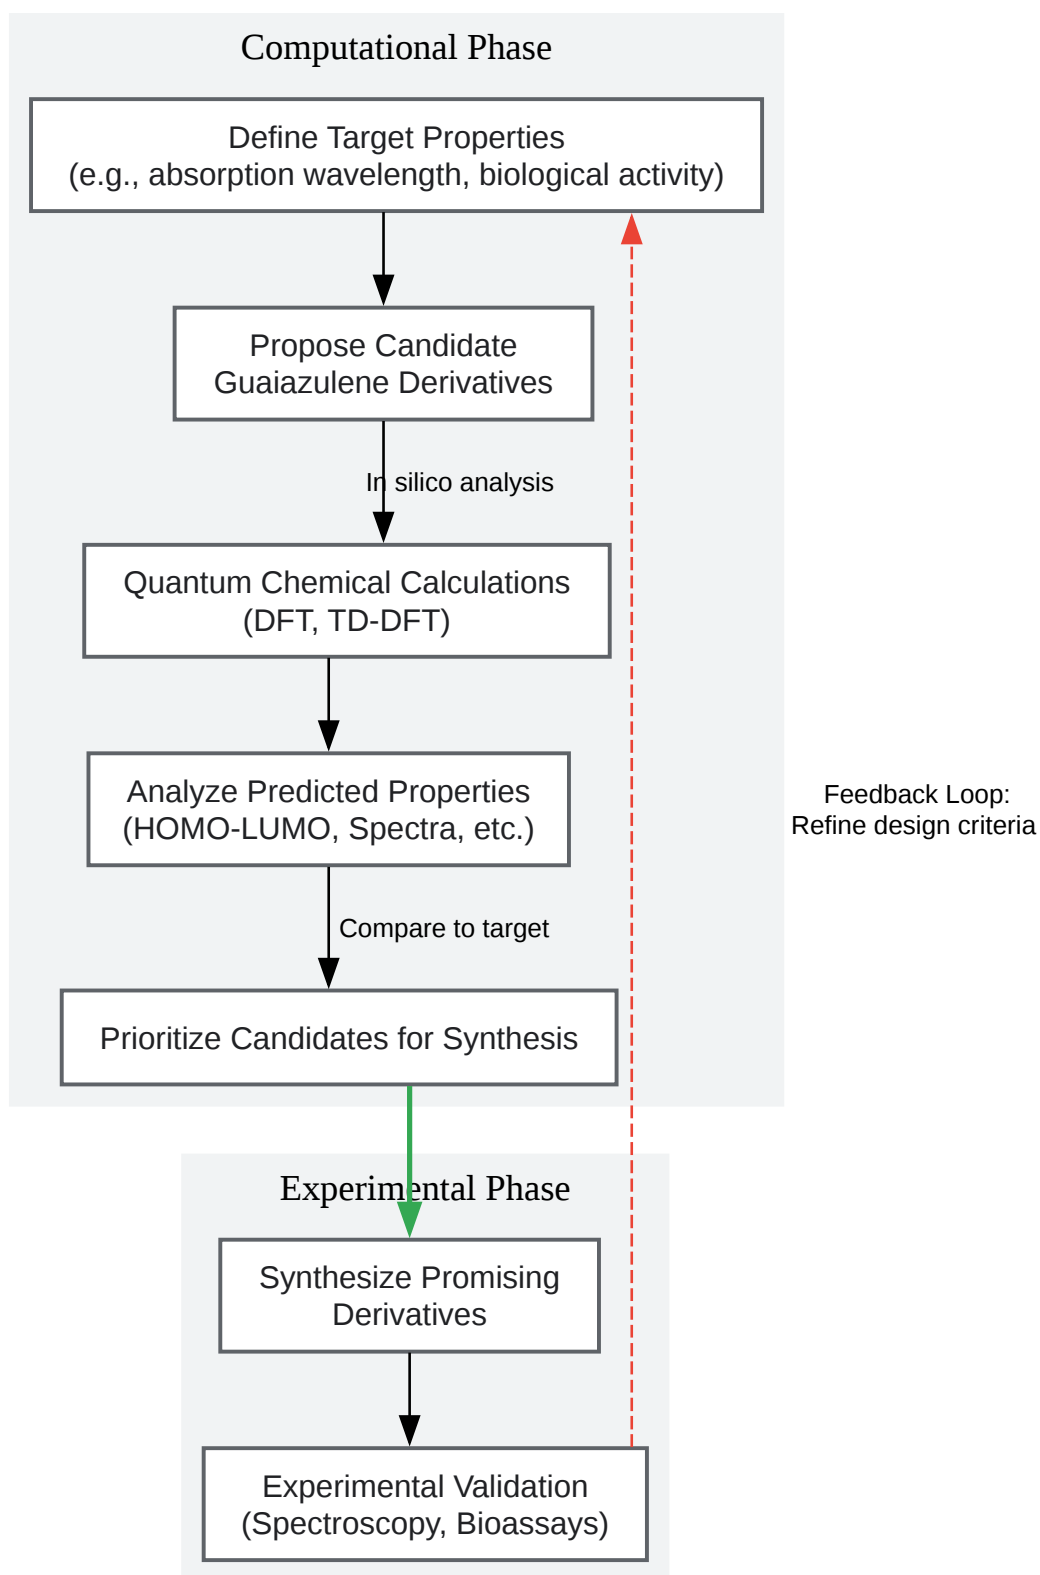 Computational Phase
Define Target Properties
(e.g., absorption wavelength, biological activity)
Propose Candidate
Guaiazulene Derivatives
In silico analysis
Quantum Chemical Calculations
(DFT, TD-DFT)
Analyze Predicted Properties
(HOMO-LUMO, Spectra, etc.)
Feedback Loop:
Refine design criteria
Compare to target
Prioritize Candidates for Synthesis
Experimental Phase
Synthesize Promising
Derivatives
Experimental Validation
(Spectroscopy, Bioassays)